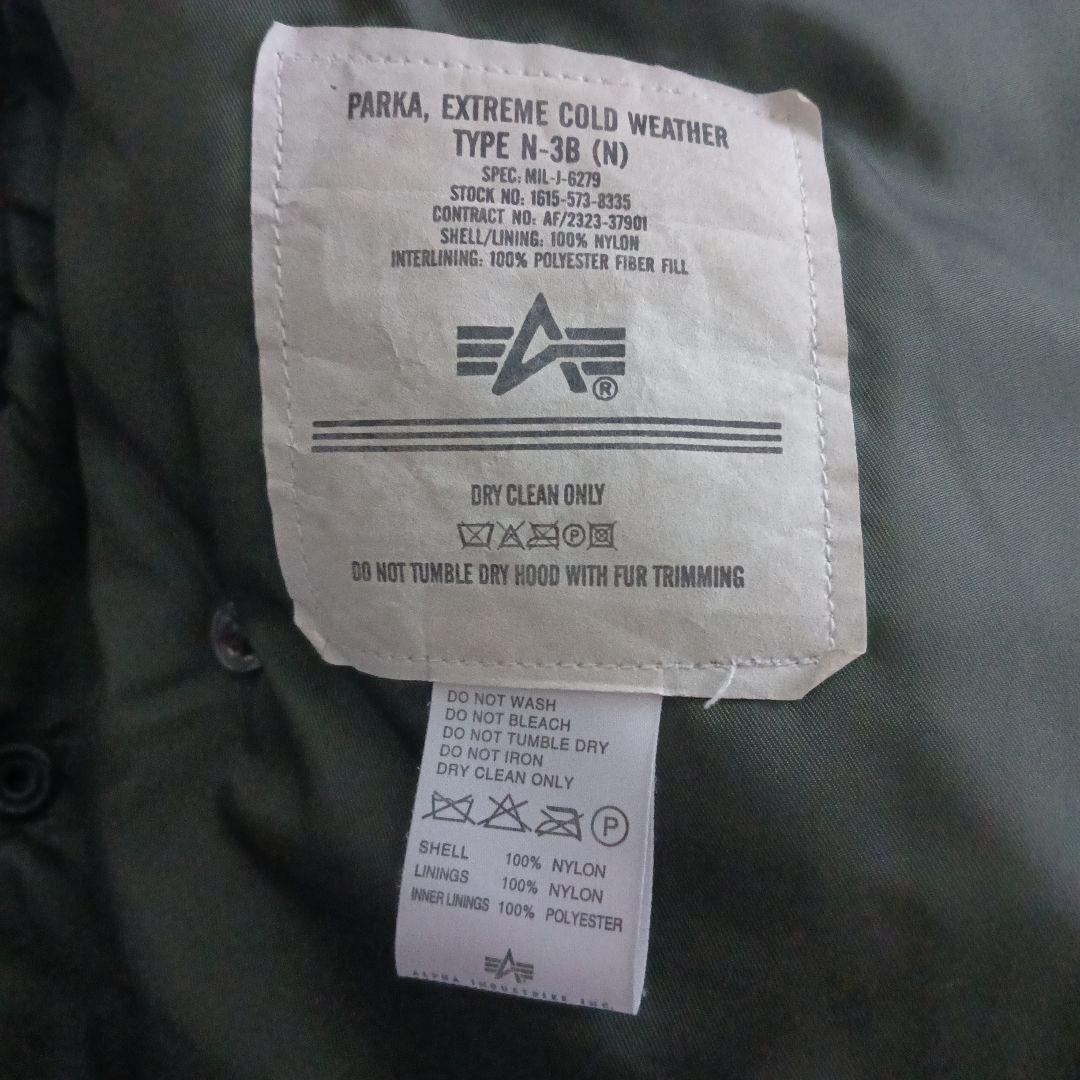 PARKA, EXTREME COLD WEATHER
TYPE N-3B (N)
SPEC: MIL-J-6279
STOCK NO: 1615-573-8335
CONTRACT NO: AF/2323-37901
SHELL/LINING: 100% NYLON
INTERLINING: 100% POLYESTER FIBER FILL
®
DRY CLEAN ONLY
P
DO NOT TUMBLE DRY HOOD WITH FUR TRIMMING
DO NOT WASH
DO NOT BLEACH
DO NOT TUMBLE DRY
DO NOT IRON
DRY CLEAN ONLY
P
SHELL 100% NYLON
LININGS 100% NYLON
INNER LININGS 100% POLYESTER
ALPHA INDUSTRIES INC.